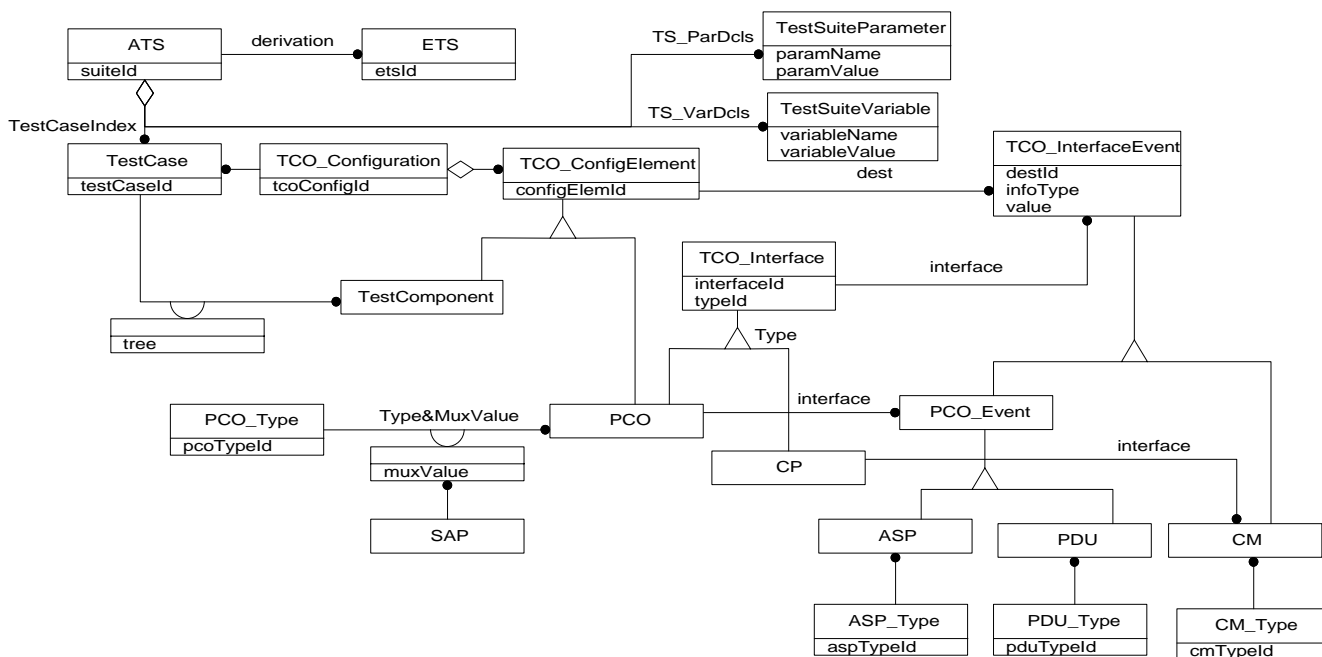 ATS
suiteId
derivation
ETS
etsId
TS_ParDcls
TestSuiteParameter
paramName
paramValue
TestCaseIndex
TS_VarDcls
TestSuiteVariable
variableName
variableValue
TestCase
testCaseId
TCO_Configuration
tcoConfigId
TCO_ConfigElement
configElemId
dest
TCO_InterfaceEvent
destId
infoType
value
TCO_Interface
interfaceId
typeId
interface
TestComponent
tree
Type
PCO_Type
pcoTypeId
Type&MuxValue
muxValue
PCO
interface
PCO_Event
CP
interface
SAP
ASP
PDU
CM
ASP_Type
aspTypeId
PDU_Type
pduTypeId
CM_Type
cmTypeId